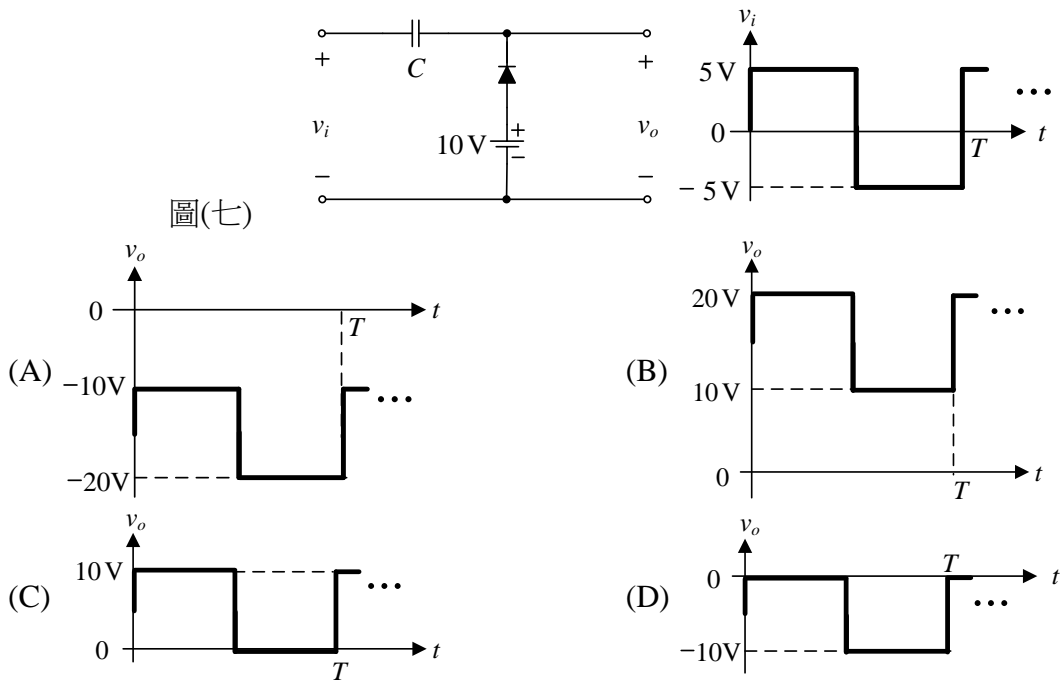 + C + v_i
v_i 10 V + − v_o
− −
5 V
0
− 5 V
T t
圖(七)
(A) v_o
0 t
T
−10V
−20V
(B) v_o
20 V
10 V
0 t
T
(C) v_o
10 V
0 t
T
(D) v_o
0 T t
−10V